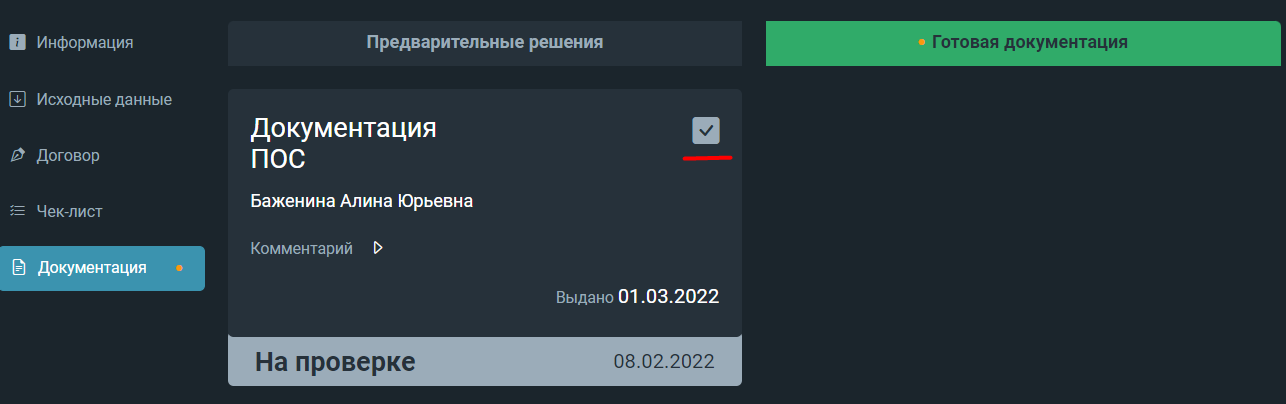 Информация
Исходные данные
Договор
Чек-лист
Документация
Предварительные решения
Готовая документация
Документация
ПОС
Баженина Алина Юрьевна
Комментарий
Выдано 01.03.2022
На проверке 08.02.2022